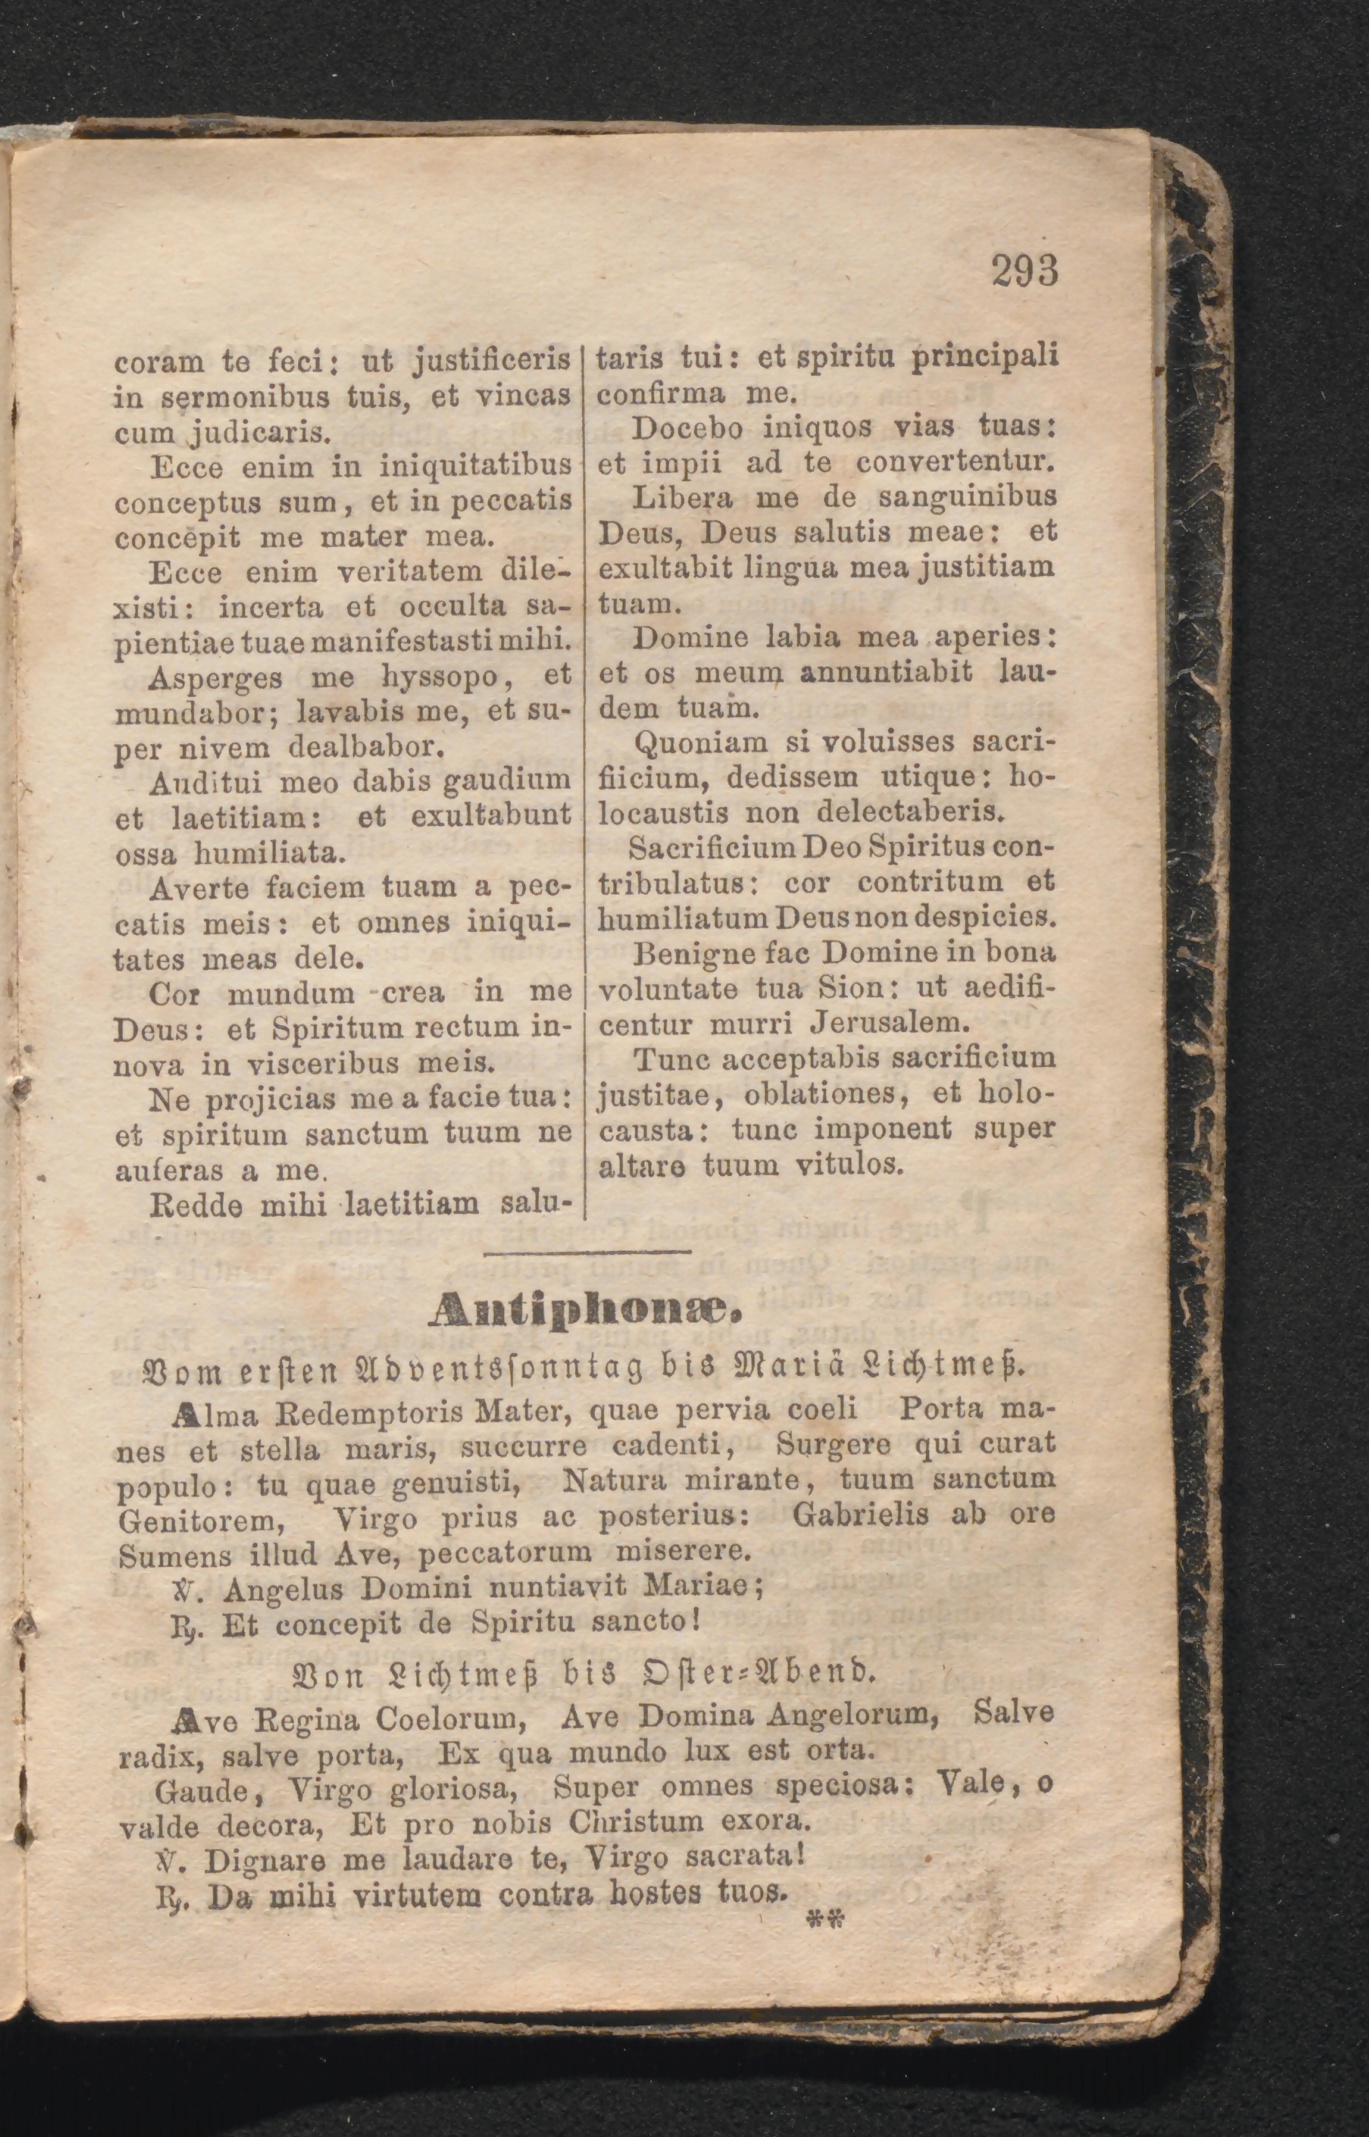 293
coram te feci: ut justificeris
in sermonibus tuis, et vincas
cum judicaris.
Ecce enim in iniquitatibus
conceptus sum, et in peccatis
concepit me mater mea.
Ecce enim veritatem dile-
xisti: incerta et occulta sa-
pientiae tuae manifestasti mihi.
Asperges me hyssopo, et
mundabor; lavabis me, et su-
per nivem dealbabor.
Auditui meo dabis gaudium
et laetitiam: et exultabunt
ossa humiliata.
Averte faciem tuam a pec-
catis meis: et omnes iniqui-
tates meas dele.
Cor mundum crea in me
Deus: et Spiritum rectum in-
nova in visceribus meis.
Ne projicias me a facie tua:
et spiritum sanctum tuum ne
auferas a me.
Redde mihi laetitiam salu-
taris tui: et spiritu principali
confirma me.
Docebo iniquos vias tuas:
et impii ad te convertentur.
Libera me de sanguinibus
Deus, Deus salutis meae: et
exultabit lingua mea justitiam
tuam.
Domine labia mea aperies:
et os meum annuntiabit lau-
dem tuam.
Quoniam si voluisses sacri-
fiicium, dedissem utique: ho-
locaustis non delectaberis.
Sacrificium Deo Spiritus con-
tribulatus: cor contritum et
humiliatum Deus non despicies.
Benigne fac Domine in bona
voluntate tua Sion: ut aedifi-
centur murri Jerusalem.
Tunc acceptabis sacrificium
justitae, oblationes, et holo-
causta: tunc imponent super
altare tuum vitulos.
Antiphonæ.
Vom erſten Adventsſonntag bis Mariä Lichtmeß.
Alma Redemptoris Mater, quae pervia coeli Porta ma-
nes et stella maris, succurre cadenti, Surgere qui curat
populo: tu quae genuisti, Natura mirante, tuum sanctum
Genitorem, Virgo prius ac posterius: Gabrielis ab ore
Sumens illud Ave, peccatorum miserere.
℣. Angelus Domini nuntiavit Mariae;
℟. Et concepit de Spiritu sancto!
Von Lichtmeß bis Oſter-Abend.
Ave Regina Coelorum, Ave Domina Angelorum, Salve
radix, salve porta, Ex qua mundo lux est orta.
Gaude, Virgo gloriosa, Super omnes speciosa: Vale, o
valde decora, Et pro nobis Christum exora.
℣. Dignare me laudare te, Virgo sacrata!
℟. Da mihi virtutem contra hostes tuos.
**